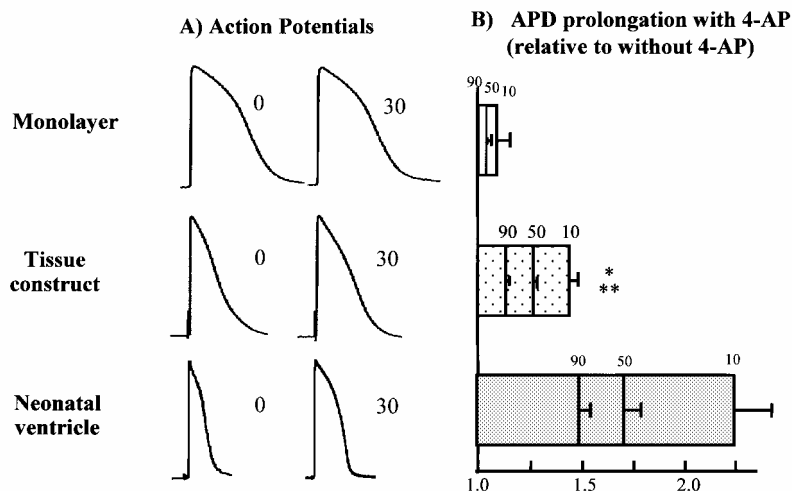 A) Action Potentials
B) APD prolongation with 4-AP
(relative to without 4-AP)
Monolayer
0
30
90 50 10
Tissue
construct
0
30
90 50 10
*
**
Neonatal
ventricle
0
30
90 50 10
1.0 1.5 2.0